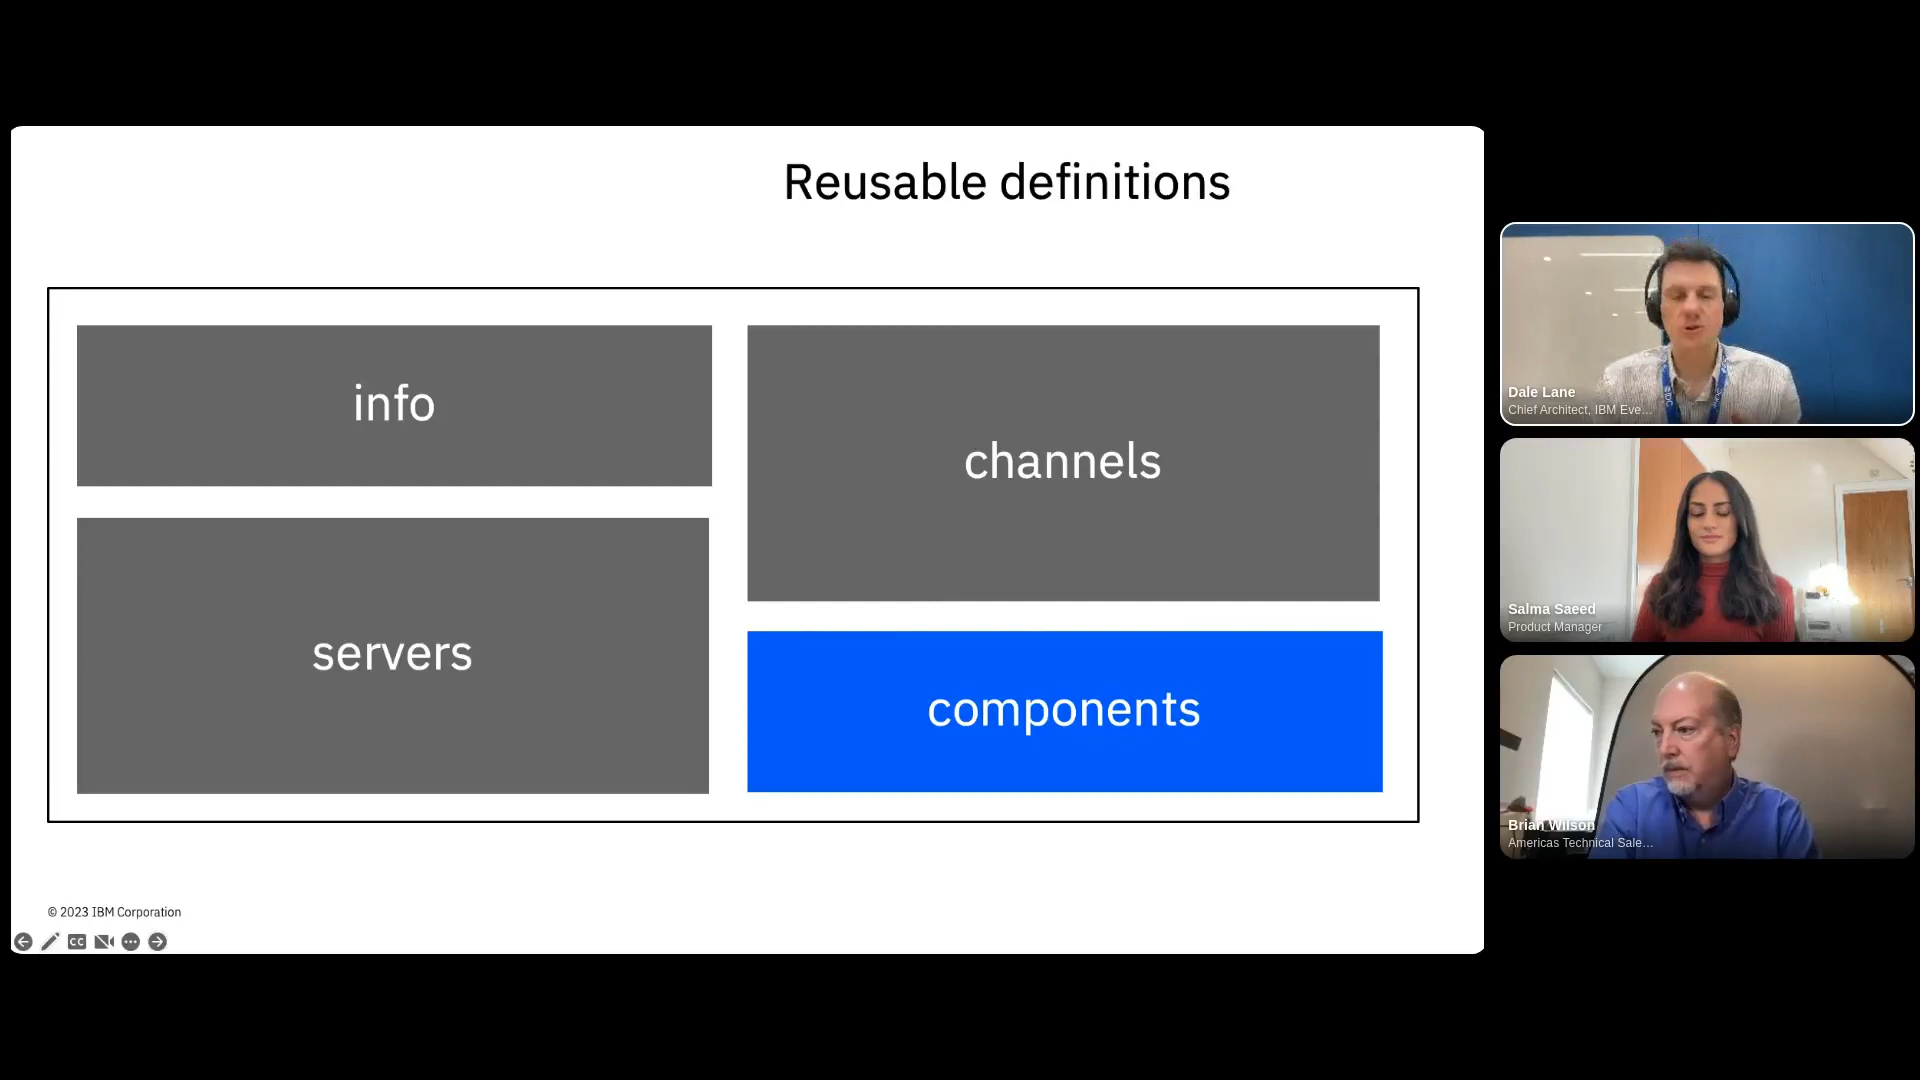 Reusable definitions
info
channels
servers
components
© 2023 IBM Corporation
CC
Dale Lane
Chief Architect, IBM Eve...
Salma Saeed
Product Manager
Brian Wilson
Americas Technical Sale...